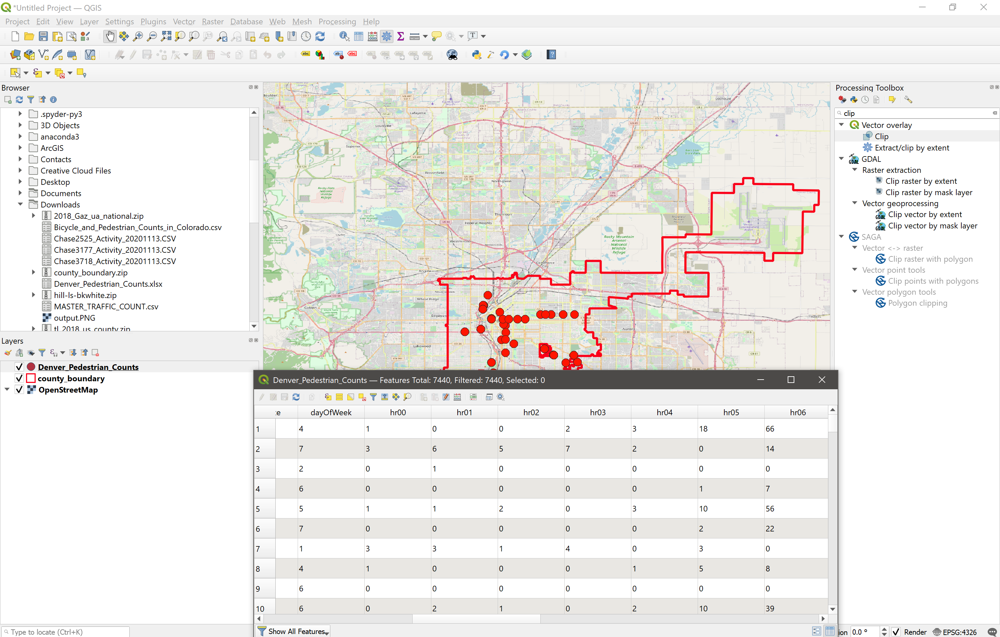 *Untitled Project — QGIS
Project Edit View Layer Settings Plugins Vector Raster Database Web Mesh Processing Help
Browser
.spyder-py3
3D Objects
anaconda3
ArcGIS
Contacts
Creative Cloud Files
Desktop
Documents
Downloads
2018_Gaz_ua_national.zip
Bicycle_and_Pedestrian_Counts_in_Colorado.csv
Chase2525_Activity_20201113.CSV
Chase3177_Activity_20201113.CSV
Chase3718_Activity_20201113.CSV
county_boundary.zip
Denver_Pedestrian_Counts.xlsx
hill-ls-bkwhite.zip
MASTER_TRAFFIC_COUNT.csv
output.PNG
tl_2018_us_county.zip
Layers
Denver_Pedestrian_Counts
county_boundary
OpenStreetMap
Type to locate (Ctrl+K)
Boulder
Lafayette
Louisville
Superior
Broomfield
Northglenn
Thornton
Federal Heights
Westminster
Leyden
Arvada
Wheat Ridge
Golden
Edgewater
Lakewood
Commerce
City
Aurora
Watkins
Lochbuie
Rocky Flats
National
Wildlife
Refuge
Rocky Mountain
Arsenal
National
Wildlife
Refuge
Barr Lake
State Park
Denver
International
Airport
Processing Toolbox
clip
Vector overlay
Clip
Extract/clip by extent
GDAL
Raster extraction
Clip raster by extent
Clip raster by mask layer
Vector geoprocessing
Clip vector by extent
Clip vector by mask layer
SAGA
Vector <-> raster
Clip raster with polygon
Vector point tools
Clip points with polygons
Vector polygon tools
Polygon clipping
Denver_Pedestrian_Counts — Features Total: 7440, Filtered: 7440, Selected: 0
:e dayOfWeek hr00 hr01 hr02 hr03 hr04 hr05 hr06
1 4 1 0 0 2 3 18 66
2 7 3 6 5 7 2 0 14
3 2 0 1 0 0 0 0 0
4 6 0 0 0 0 0 1 7
5 5 1 1 2 0 3 10 56
6 7 0 0 0 0 0 2 22
7 1 3 3 1 4 0 3 0
8 4 1 0 0 0 1 5 8
9 6 0 0 0 0 0 0 0
10 6 0 2 1 0 2 10 39
Show All Features
ion 0.0 ° Render EPSG:4326